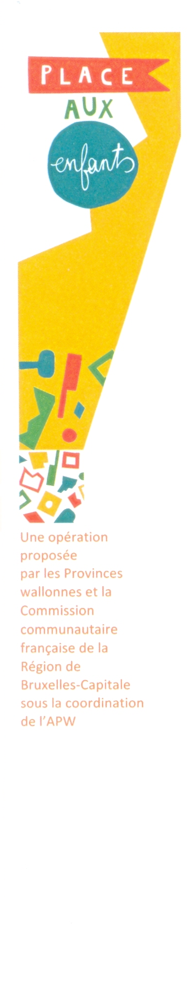 PLACE
AUX
enfants
Une opération
proposée
par les Provinces
wallonnes et la
Commission
communautaire
française de la
Région de
Bruxelles-Capitale
sous la coordination
de l'APW